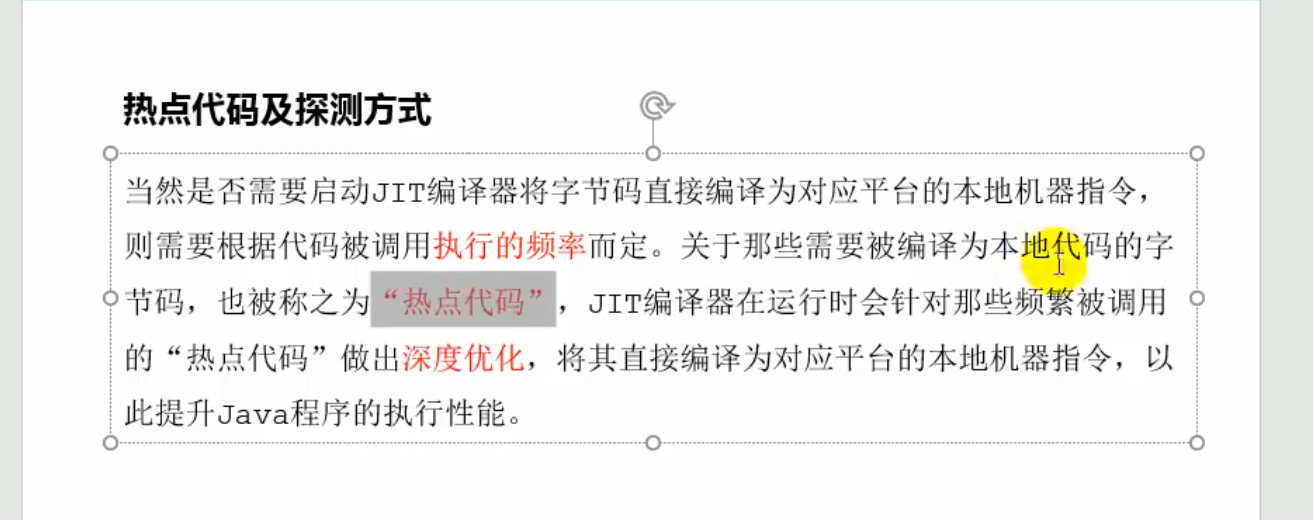 热点代码及探测方式
当然是否需要启动JIT编译器将字节码直接编译为对应平台的本地机器指令，
则需要根据代码被调用执行的频率而定。关于那些需要被编译为本地代码的字
节码，也被称之为“热点代码”，JIT编译器在运行时会针对那些频繁被调用
的“热点代码”做出深度优化，将其直接编译为对应平台的本地机器指令，以
此提升Java程序的执行性能。